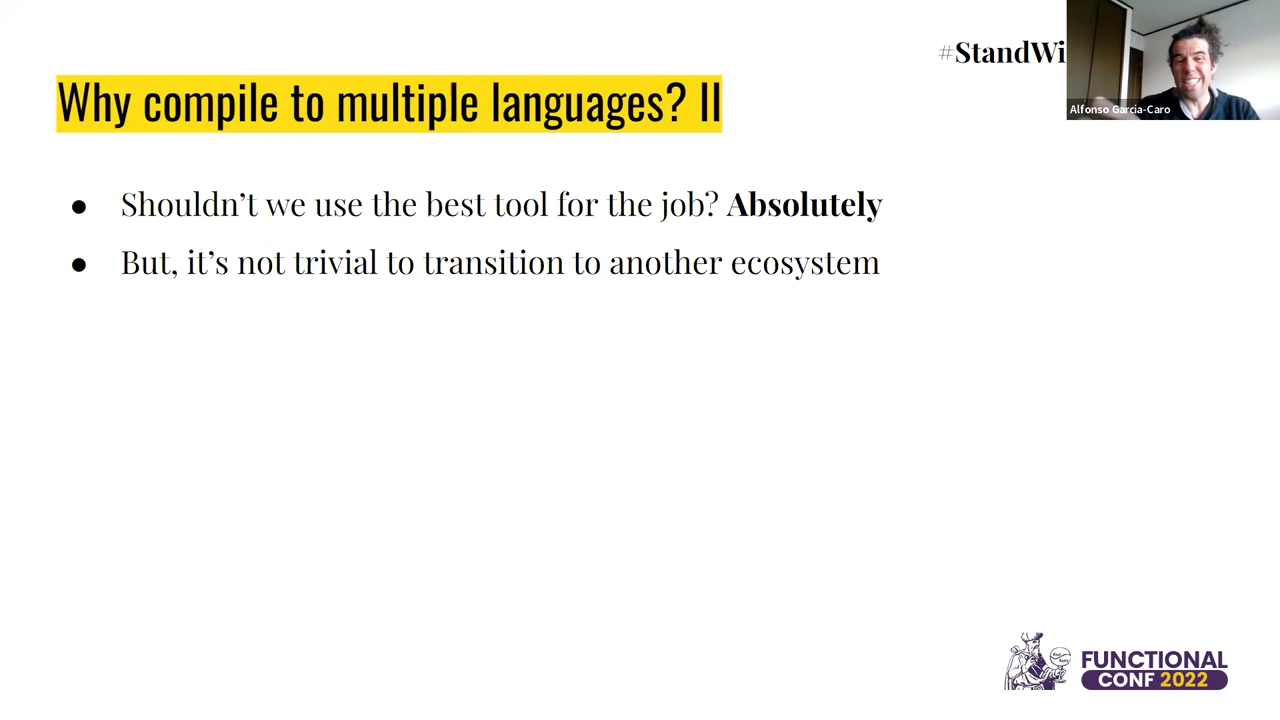 #StandWi
Alfonso Garcia-Caro
Why compile to multiple languages? II
● Shouldn’t we use the best tool for the job? Absolutely
● But, it’s not trivial to transition to another ecosystem
FUNCTIONAL
CONF 2022